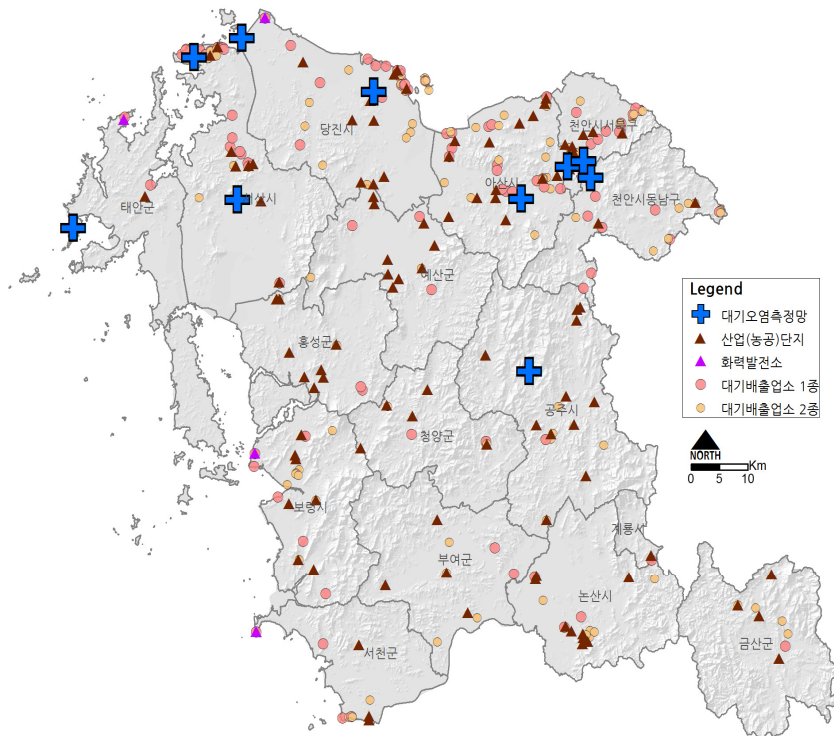 당진시
천안시서북구
아산시
천안시동남구
태안군
예산군
홍성군
공주시
청양군
보령시
계룡시
부여군
논산시
금산군
서천군
Legend
대기오염측정망
산업(농공)단지
화력발전소
대기배출업소 1종
대기배출업소 2종
NORTH
Km
0 5 10